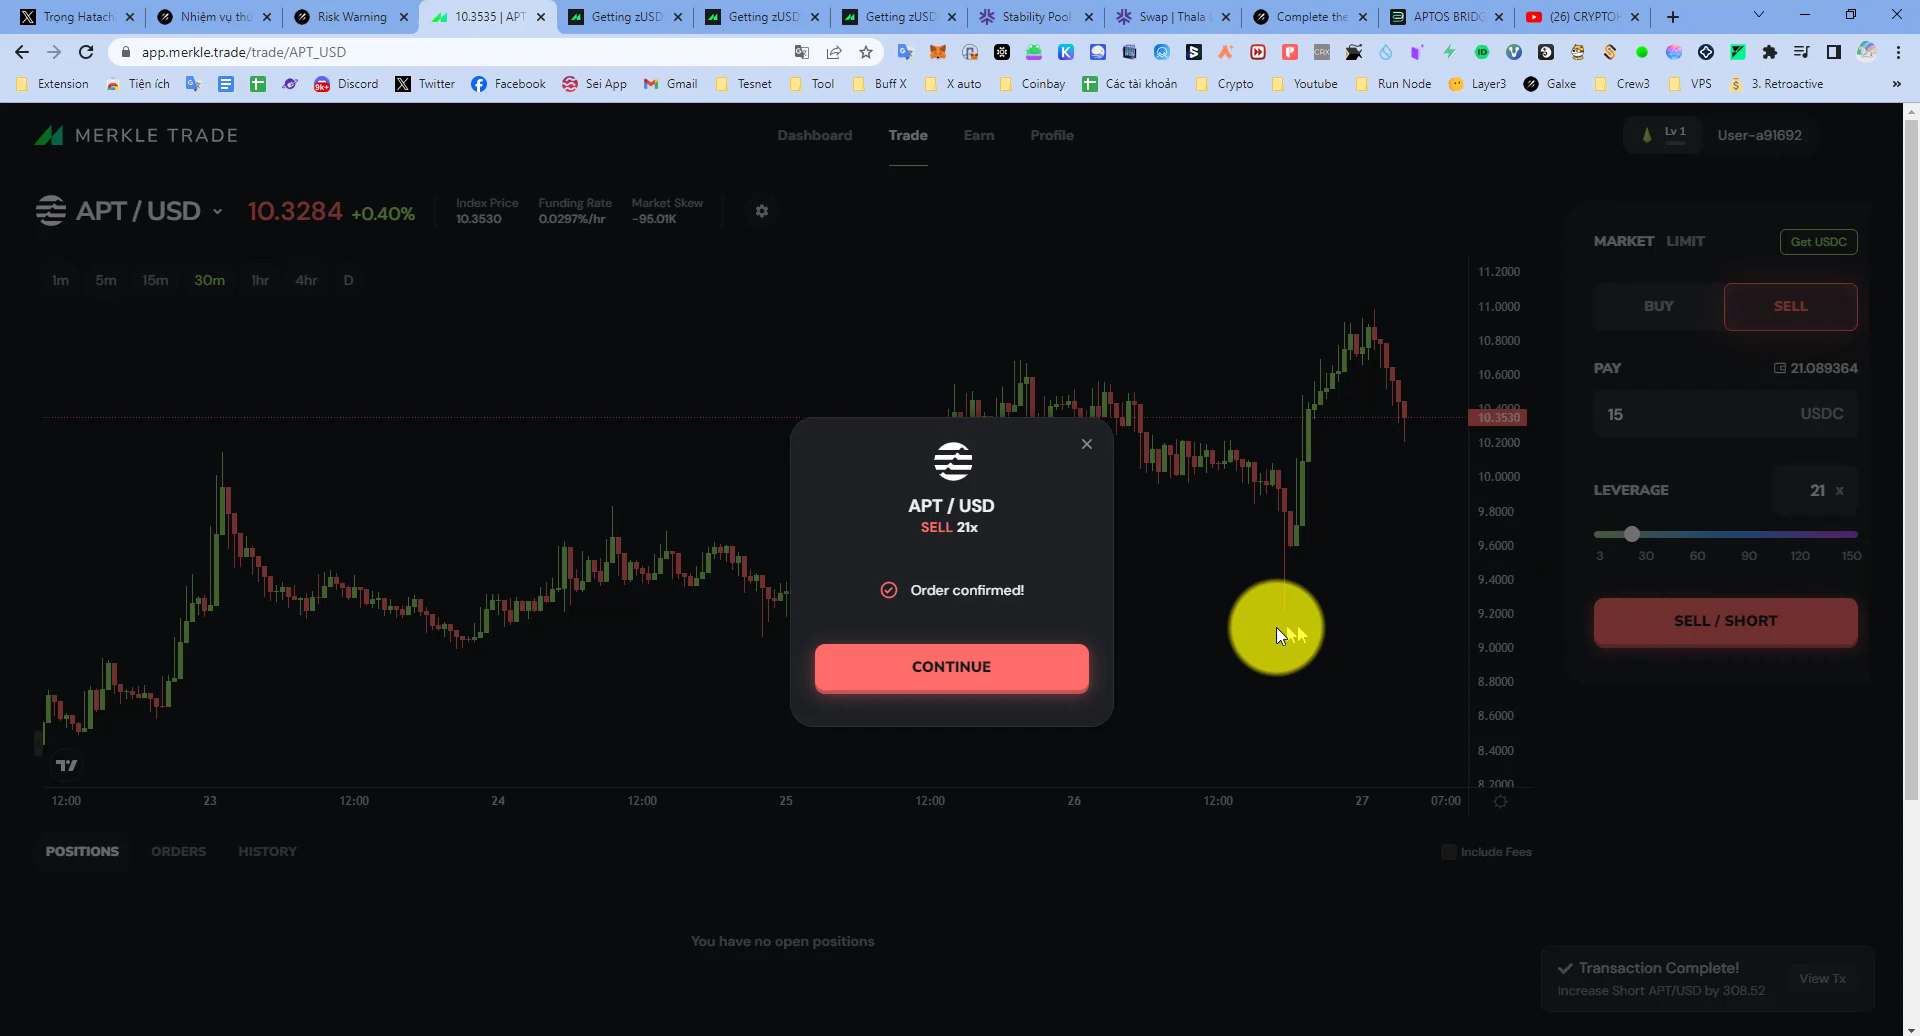 Trọng Hatach
Nhiệm vụ thứ
Risk Warning
10.3535 | APT
Getting zUSD
Getting zUSD
Getting zUSD
Stability Pool
Swap | Thala
Complete the
APTOS BRIDG
(26) CRYPTO
app.merkle.trade/trade/APT_USD
Extension
Tiện ích
9K+
Discord
Twitter
Facebook
Sei App
Gmail
Tesnet
Tool
Buff X
X auto
Coinbay
Các tài khoản
Crypto
Youtube
Run Node
Layer3
Galxe
Crew3
VPS
3. Retroactive
MERKLE TRADE
Dashboard
Trade
Earn
Profile
Lv 1
User-a91692
APT / USD
10.3284 +0.40%
Index Price
10.3530
Funding Rate
0.0297%/hr
Market Skew
-95.01K
MARKET LIMIT
Get USDC
1m 5m 15m 30m 1hr 4hr D
BUY
SELL
PAY
21.089364
15
USDC
LEVERAGE
21 x
3 30 60 90 120 150
SELL / SHORT
11.2000
11.0000
10.8000
10.6000
10.4000
10.3530
10.2000
10.0000
9.8000
9.6000
9.4000
9.2000
9.0000
8.8000
8.6000
8.4000
8.2000
APT / USD
SELL 21x
Order confirmed!
CONTINUE
12:00 23 12:00 24 12:00 25 12:00 26 12:00 27 07:00
POSITIONS
ORDERS
HISTORY
Include Fees
You have no open positions
Transaction Complete!
Increase Short APT/USD by 308.52
View Tx